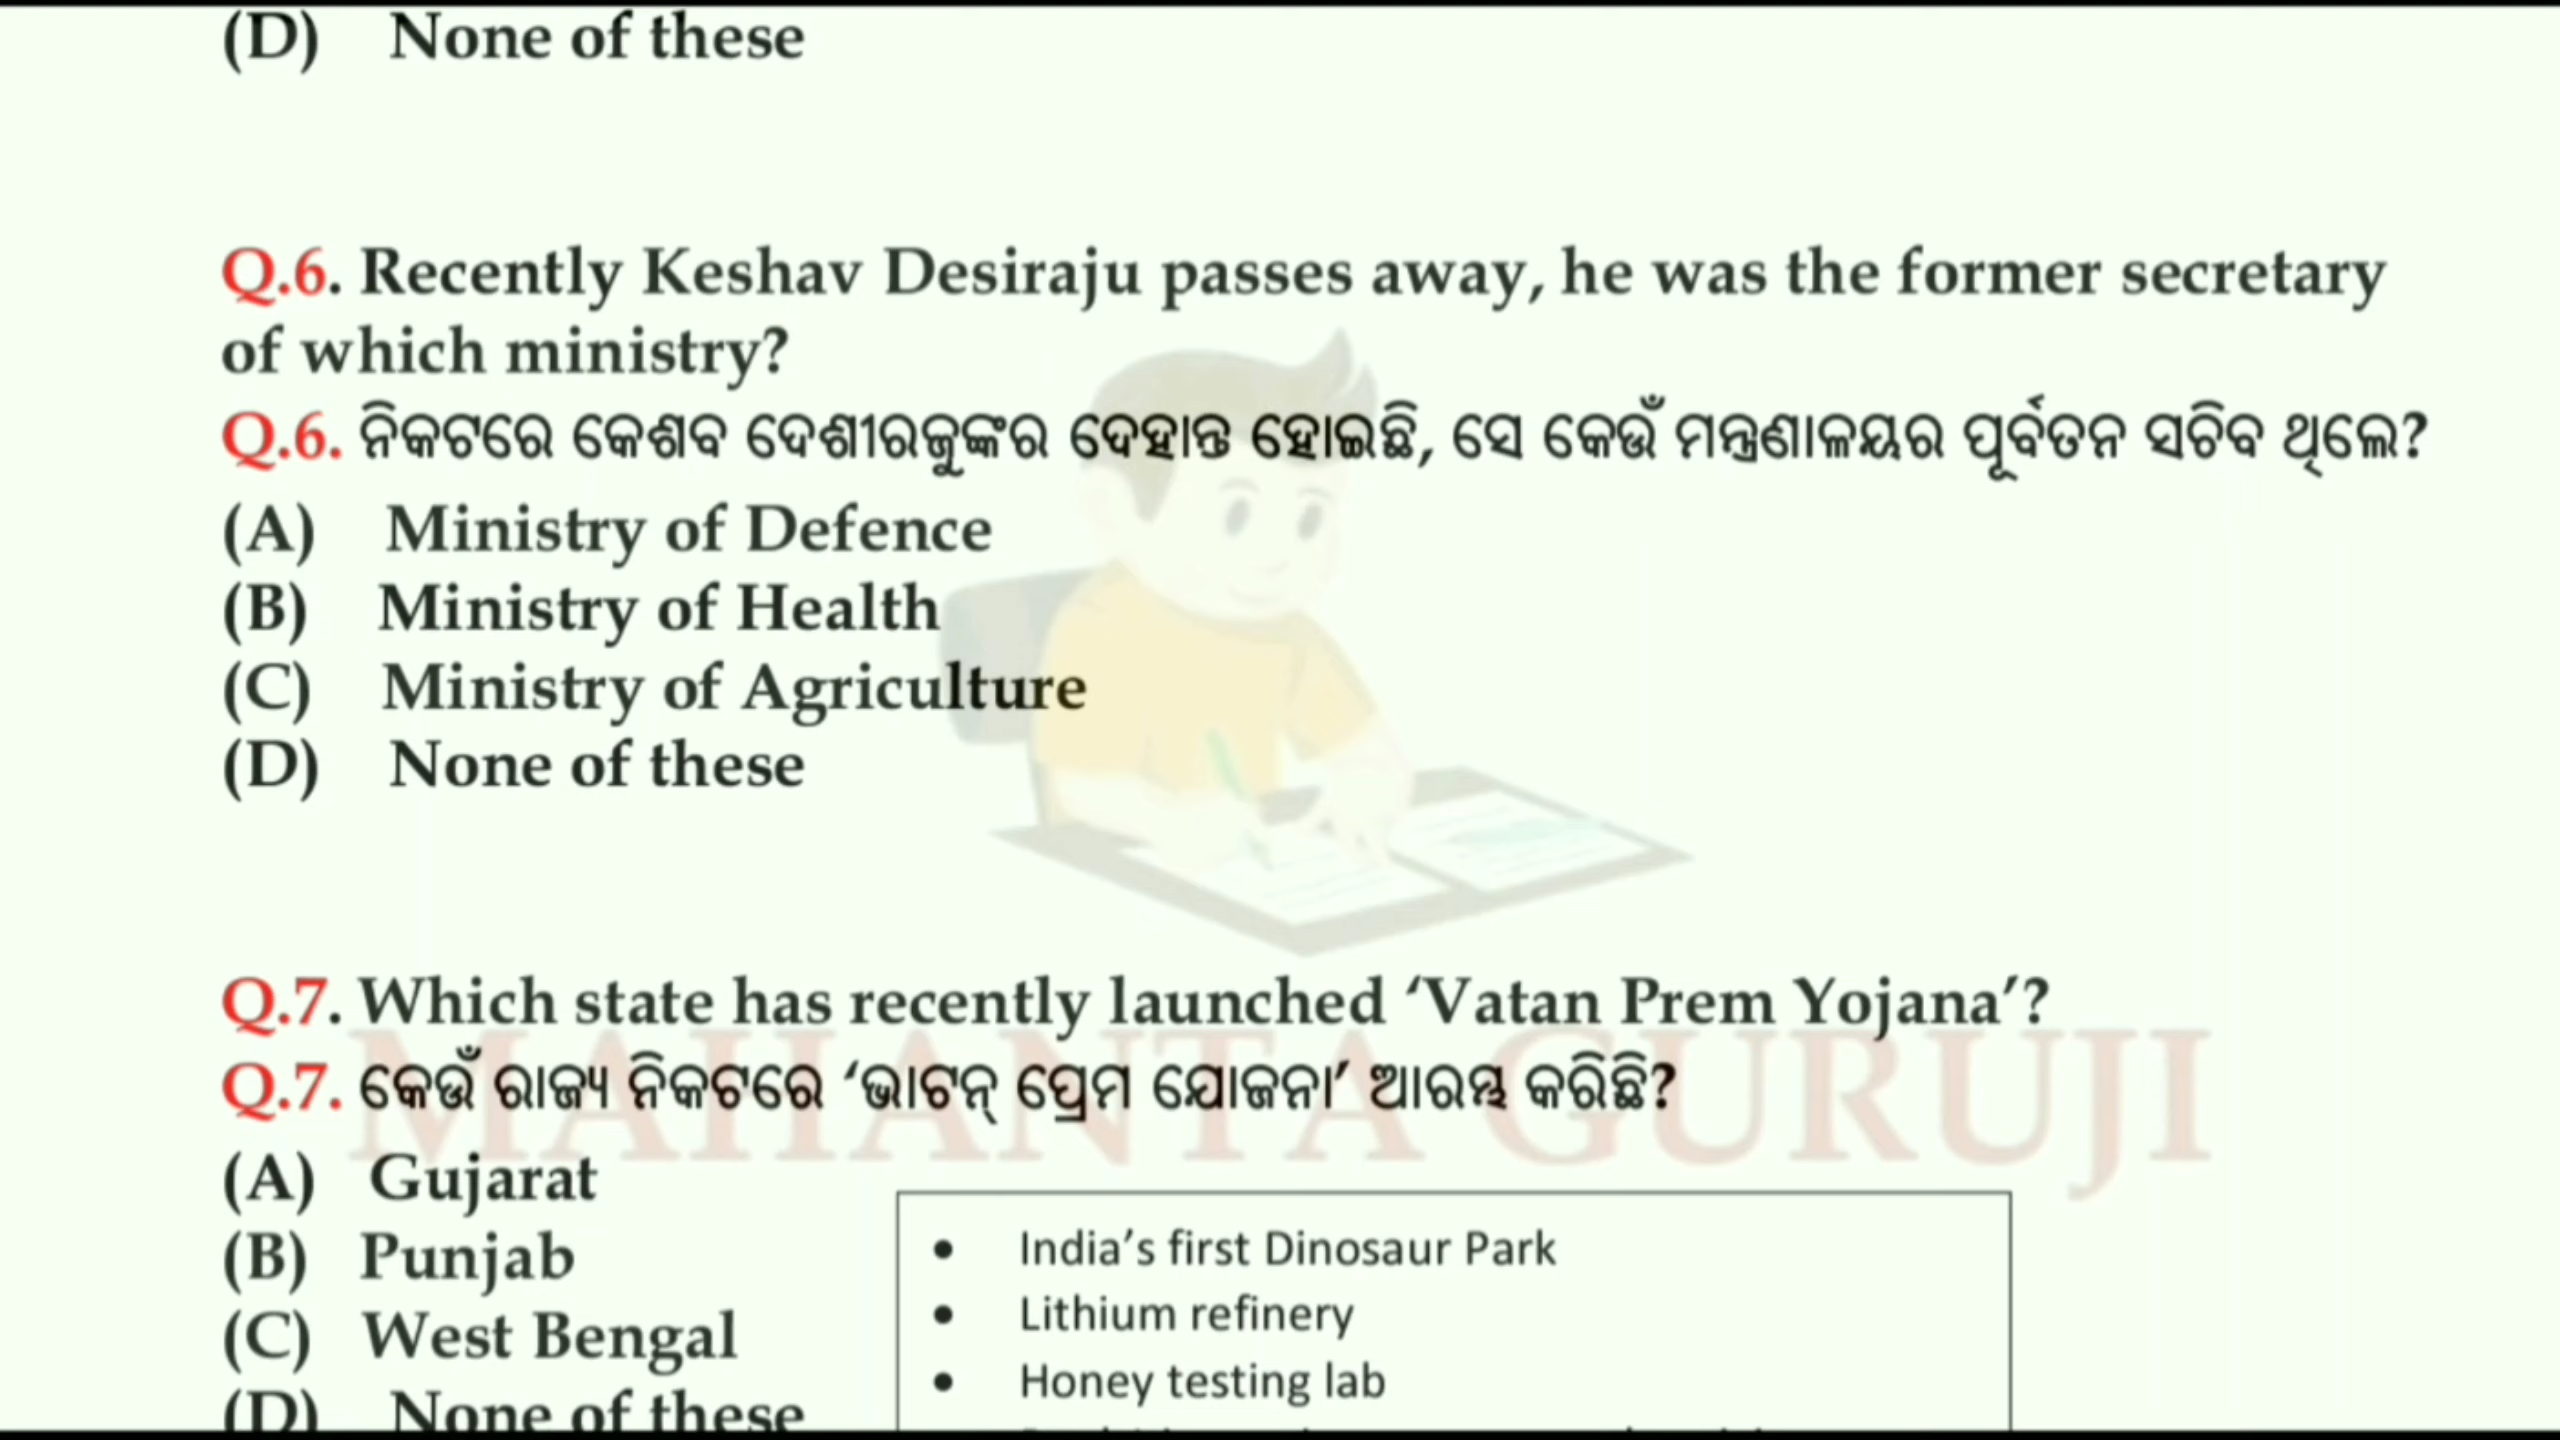 (D) None of these
Q.6. Recently Keshav Desiraju passes away, he was the former secretary
of which ministry?
Q.6. ନିକଟରେ କେଶବ ଦେଶୀରଜୁଙ୍କର ଦେହାନ୍ତ ହୋଇଛି, ସେ କେଉଁ ମନ୍ତ୍ରଣାଳୟର ପୂର୍ବତନ ସଚିବ ଥିଲେ?
(A) Ministry of Defence
(B) Ministry of Health
(C) Ministry of Agriculture
(D) None of these
Q.7. Which state has recently launched ‘Vatan Prem Yojana’?
MAHANTA GURUJI
Q.7. କେଉଁ ରାଜ୍ୟ ନିକଟରେ ‘ଭାଟନ୍ ପ୍ରେମ ଯୋଜନା’ ଆରମ୍ଭ କରିଛି?
(A) Gujarat
(B) Punjab
(C) West Bengal
(D) None of these
• India’s first Dinosaur Park
• Lithium refinery
• Honey testing lab